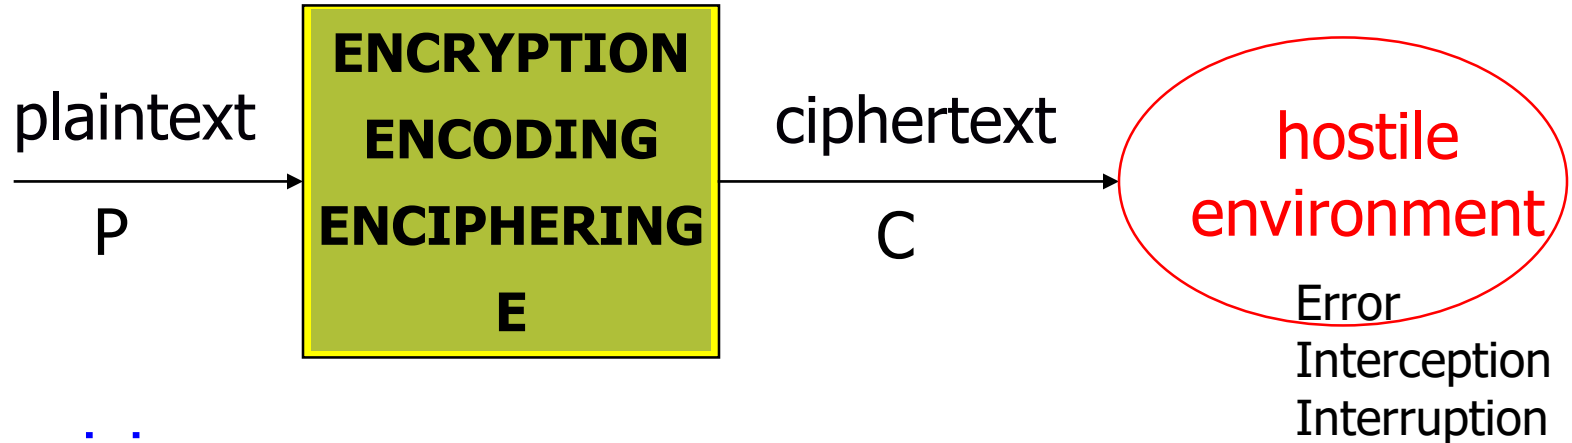 plaintext
P
ENCRYPTION
ENCODING
ENCIPHERING
E
ciphertext
C
hostile
environment
Error
Interception
Interruption